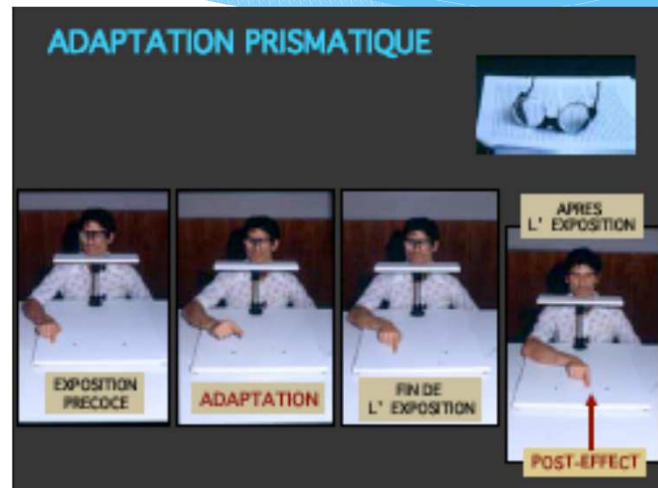 ADAPTATION PRISMATIQUE
EXPOSITION
PRECOCE
ADAPTATION
FIN DE
L' EXPOSITION
APRES
L' EXPOSITION
POST-EFFECT